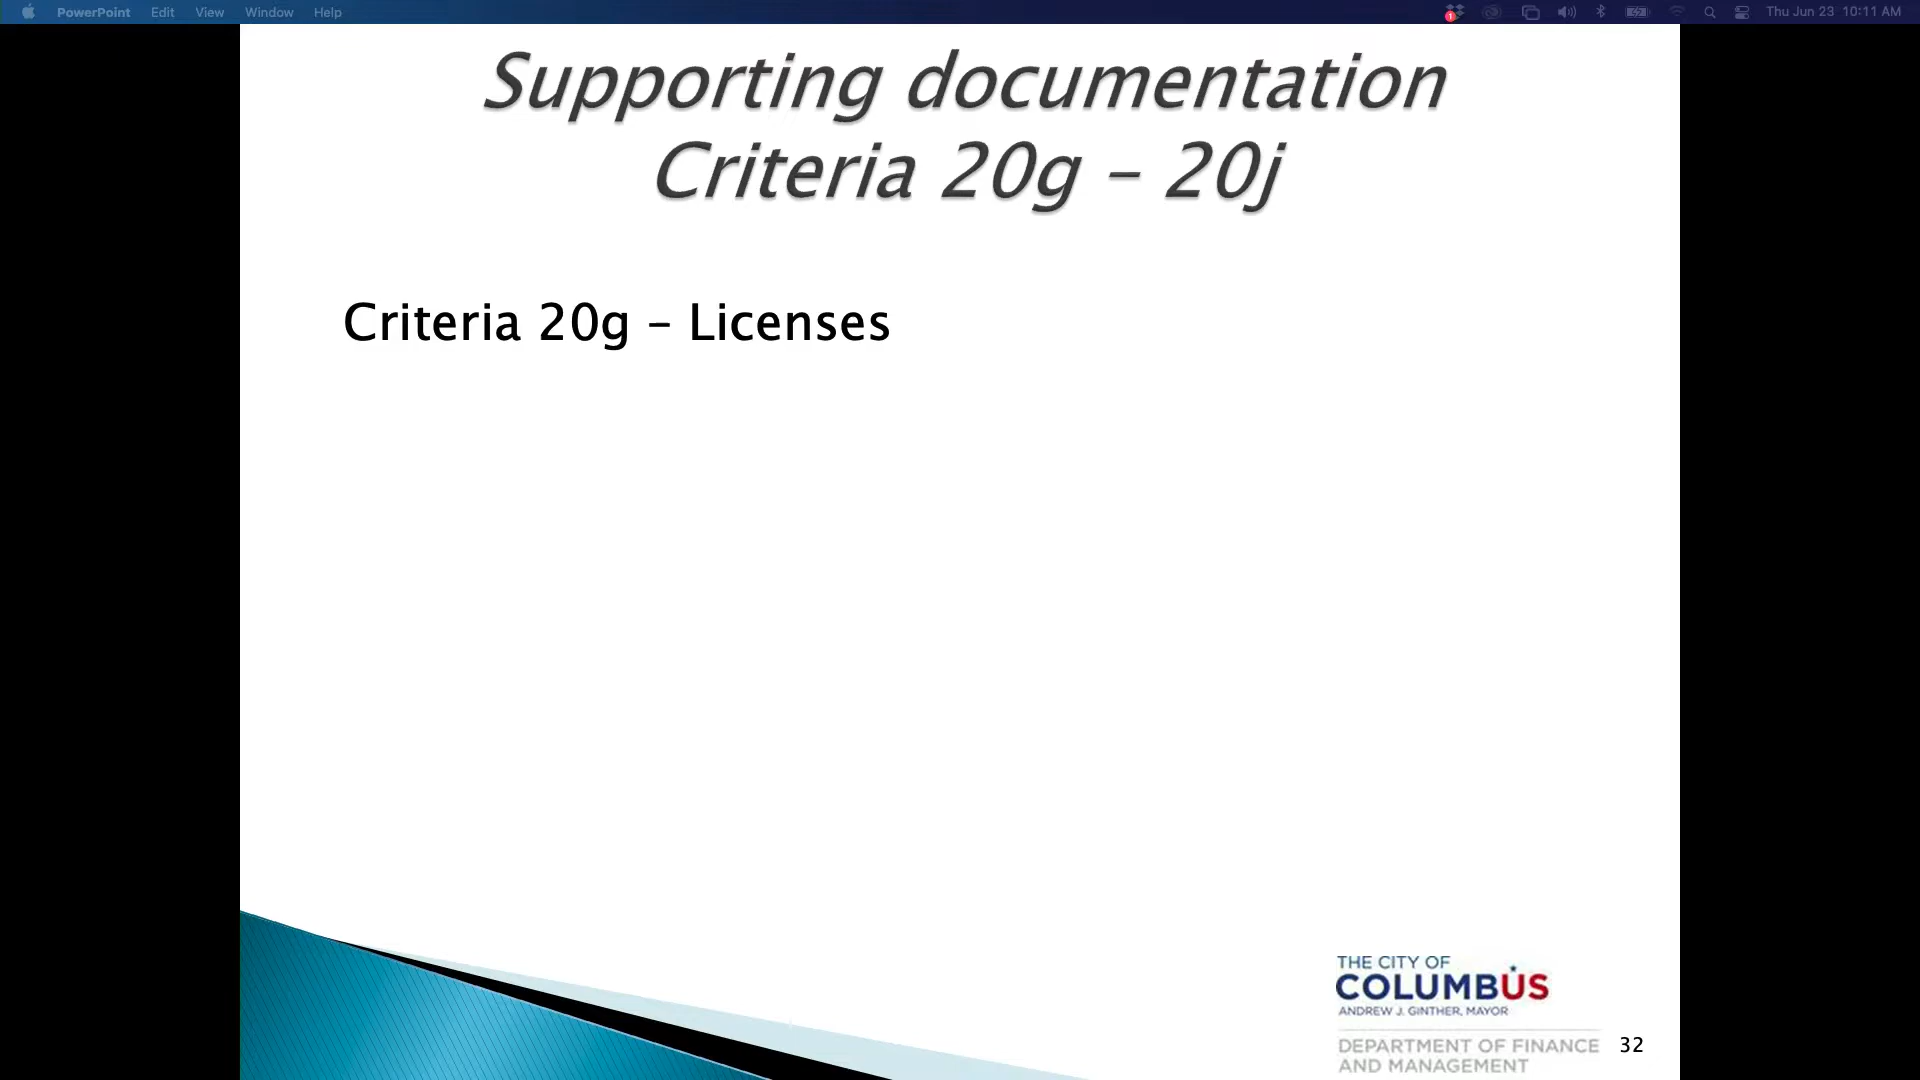 PowerPoint Edit View Window Help
1
Thu Jun 23 10:11 AM
Supporting documentation
Criteria 20g – 20j
Criteria 20g – Licenses
THE CITY OF
COLUMBUS
ANDREW J. GINTHER, MAYOR
DEPARTMENT OF FINANCE
AND MANAGEMENT
32